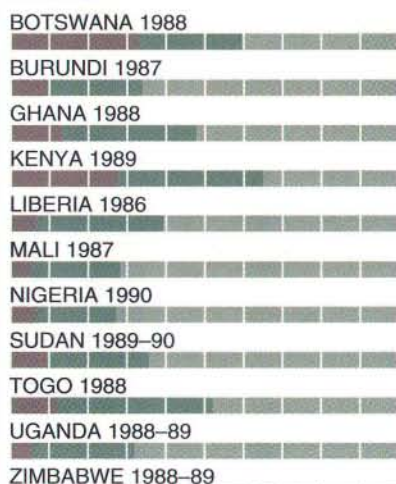 BOTSWANA 1988
BURUNDI 1987
GHANA 1988
KENYA 1989
LIBERIA 1986
MALI 1987
NIGERIA 1990
SUDAN 1989–90
TOGO 1988
UGANDA 1988–89
ZIMBABWE 1988–89